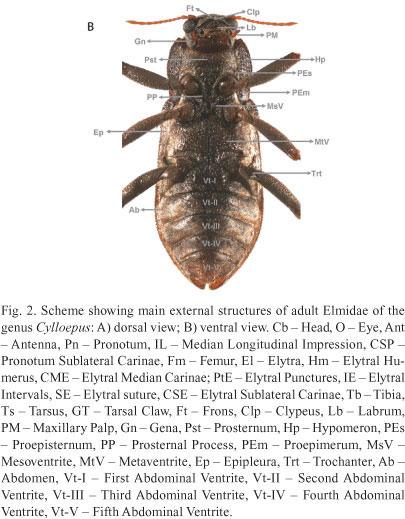 Ft
Clp
B
Lb
PM
Gn
Pst
Hp
PEs
PP
PEm
MsV
Ep
MtV
Trt
Vt-I
Ab
Vt-II
Vt-III
Vt-IV
Vt-V
Fig. 2. Scheme showing main external structures of adult Elmidae of the
genus Cylloepus: A) dorsal view; B) ventral view. Cb – Head, O – Eye, Ant
– Antenna, Pn – Pronotum, IL – Median Longitudinal Impression, CSP –
Pronotum Sublateral Carinae, Fm – Femur, El – Elytra, Hm – Elytral Hu-
merus, CME – Elytral Median Carinae; PtE – Elytral Punctures, IE – Elytral
Intervals, SE – Elytral suture, CSE – Elytral Sublateral Carinae, Tb – Tibia,
Ts – Tarsus, GT – Tarsal Claw, Ft – Frons, Clp – Clypeus, Lb – Labrum,
PM – Maxillary Palp, Gn – Gena, Pst – Prosternum, Hp – Hypomeron, PEs
– Proepisternum, PP – Prosternal Process, PEm – Proepimerum, MsV –
Mesoventrite, MtV – Metaventrite, Ep – Epipleura, Trt – Trochanter, Ab –
Abdomen, Vt-I – First Abdominal Ventrite, Vt-II – Second Abdominal
Ventrite, Vt-III – Third Abdominal Ventrite, Vt-IV – Fourth Abdominal
Ventrite, Vt-V – Fifth Abdominal Ventrite.